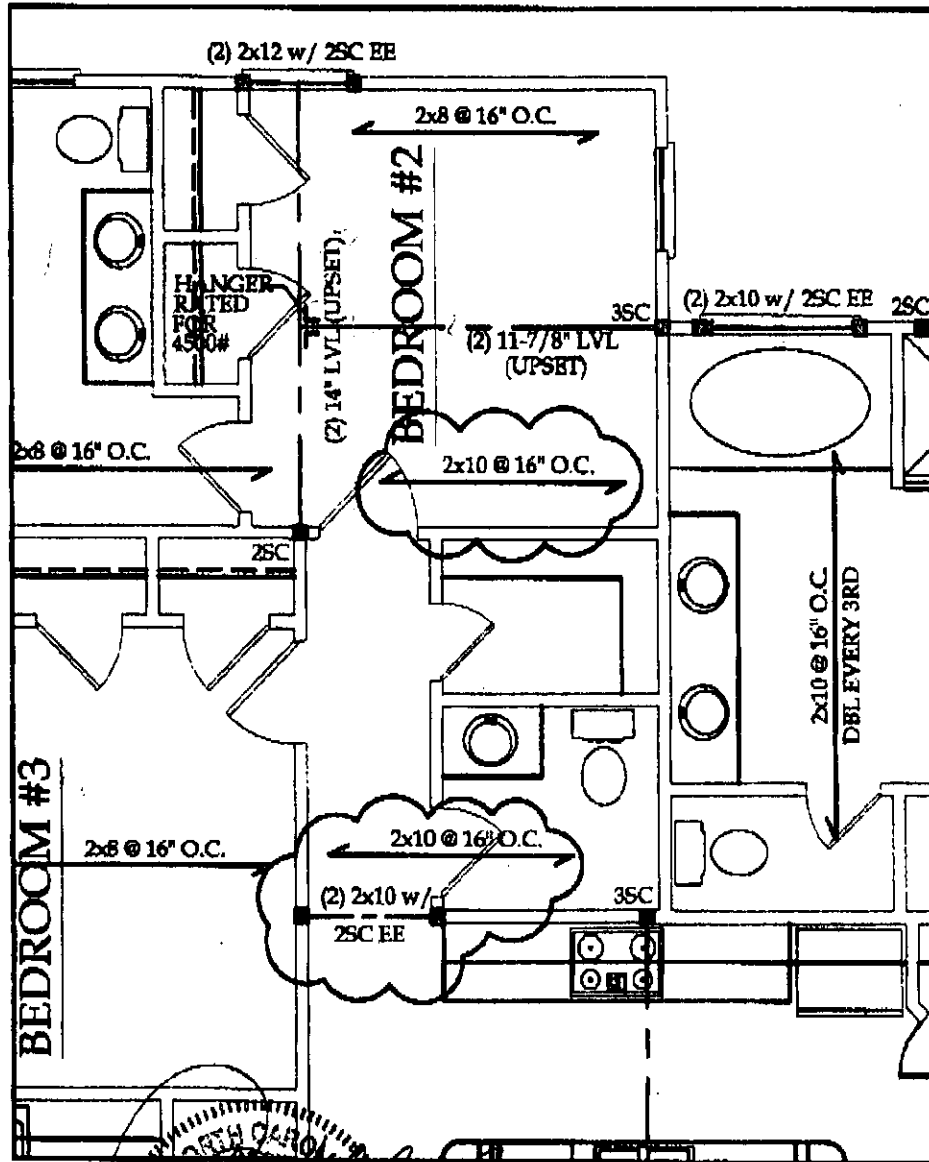 (2) 2x12 w/ 2SC EE
2x8 @ 16" O.C.
BEDROOM #2
HANGER
RATED
FOR
4500#
(2) 14" LVL (UPSET)
3SC
(2) 2x10 w/ 2SC EE
2SC
(2) 11-7/8" LVL
(UPSET)
2x8 @ 16" O.C.
2x10 @ 16" O.C.
2SC
2x10 @ 16" O.C.
DBL EVERY 3RD
BEDROOM #3
2x8 @ 16" O.C.
2x10 @ 16" O.C.
(2) 2x10 w/
2SC EE
3SC
NORTH CARO